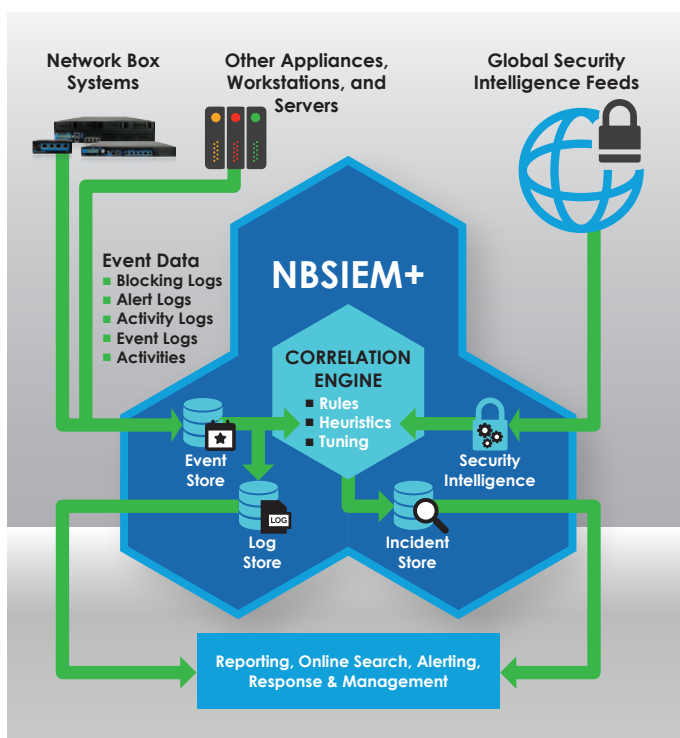 Network Box
Systems
Other Appliances,
Workstations, and
Servers
Global Security
Intelligence Feeds
Event Data
Blocking Logs
Alert Logs
Activity Logs
Event Logs
Activities
NBSIEM+
CORRELATION
ENGINE
Rules
Heuristics
Tuning
Event
Store
Security
Intelligence
LOG
Log
Store
Incident
Store
Reporting, Online Search, Alerting,
Response & Management